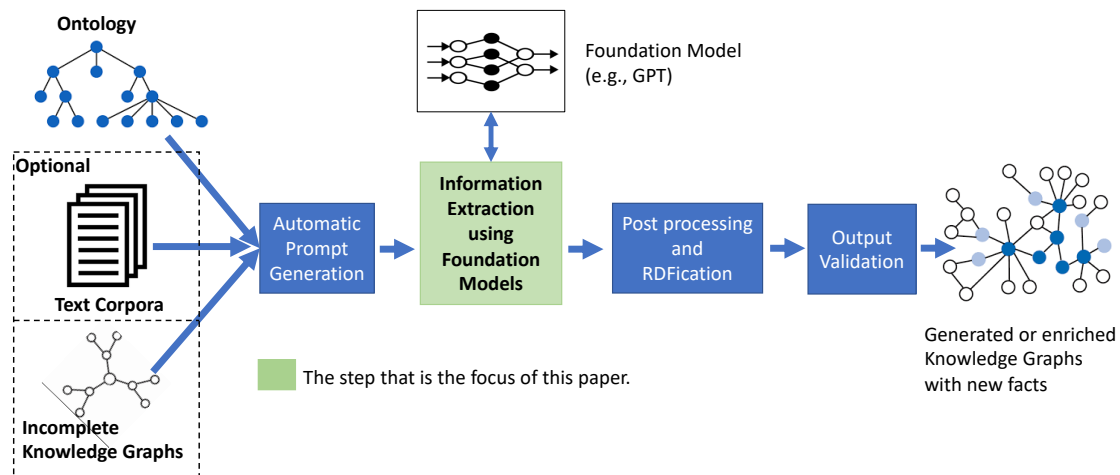 Ontology
Foundation Model
(e.g., GPT)
Optional
Text Corpora
Incomplete
Knowledge Graphs
Automatic
Prompt
Generation
Information
Extraction
using
Foundation
Models
Post processing
and
RDFication
Output
Validation
Generated or enriched
Knowledge Graphs
with new facts
The step that is the focus of this paper.